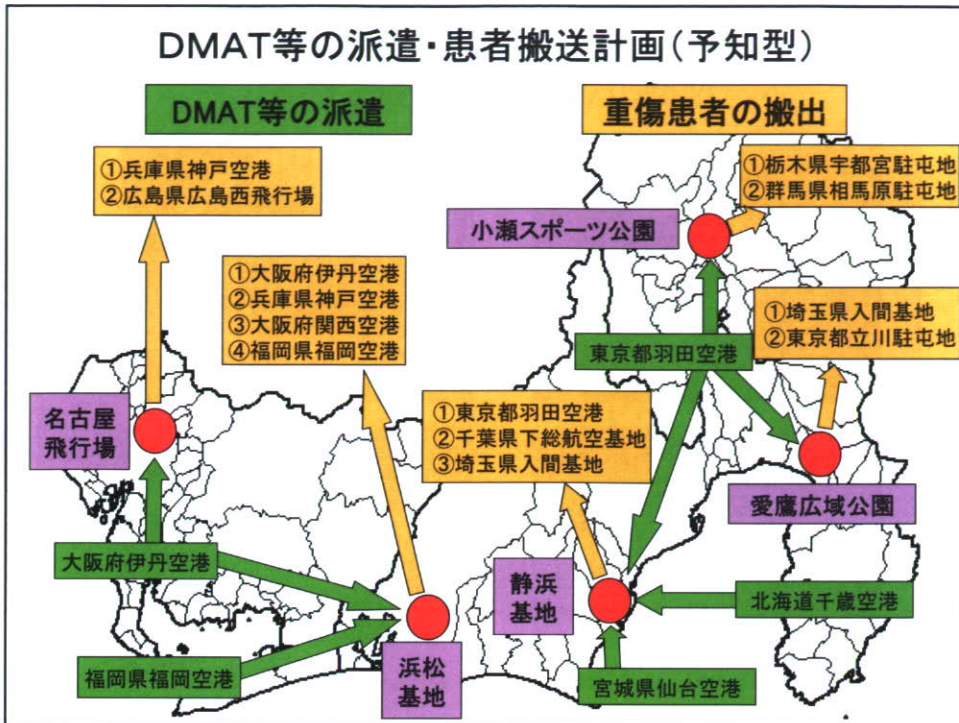 DMAT等の派遣・患者搬送計画(予知型)
DMAT等の派遣
重傷患者の搬出
①兵庫県神戸空港
②広島県広島西飛行場
①栃木県宇都宮駐屯地
②群馬県相馬原駐屯地
小瀬スポーツ公園
①大阪府伊丹空港
②兵庫県神戸空港
③大阪府関西空港
④福岡県福岡空港
①埼玉県入間基地
②東京都立川駐屯地
東京都羽田空港
名古屋
飛行場
①東京都羽田空港
②千葉県下総航空基地
③埼玉県入間基地
愛鷹広域公園
大阪府伊丹空港
静浜
基地
北海道千歳空港
福岡県福岡空港
浜松
基地
宮城県仙台空港